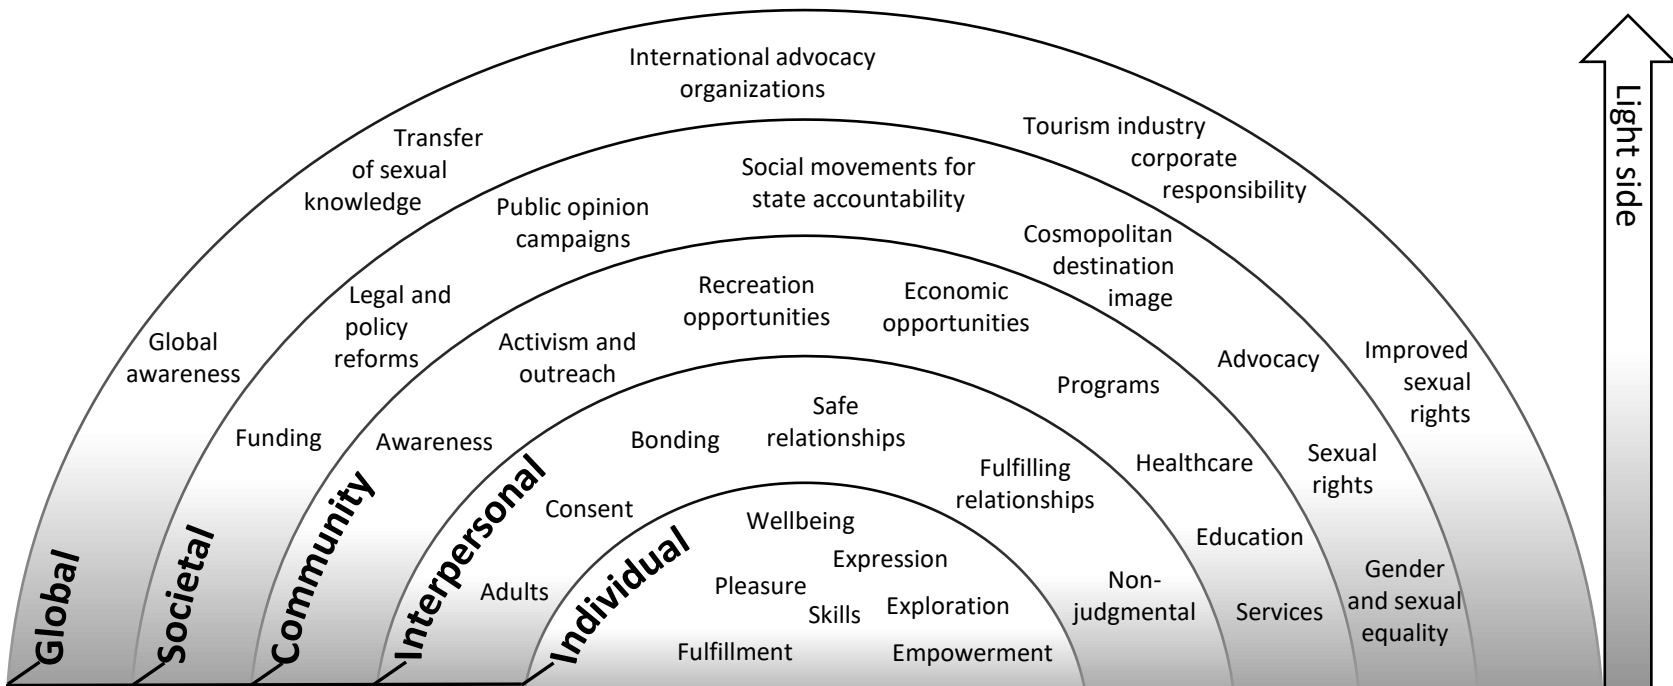 International advocacy
organizations
Transfer
of sexual
knowledge
Tourism industry
corporate
responsibility
Global
awareness
Improved
sexual
rights
Global
Social movements for
state accountability
Public opinion
campaigns
Cosmopolitan
destination
image
Legal and
policy
reforms
Advocacy
Funding
Sexual
rights
Gender
and sexual
equality
Societal
Recreation
opportunities
Economic
opportunities
Activism and
outreach
Programs
Awareness
Healthcare
Education
Services
Community
Safe
relationships
Bonding
Fulfilling
relationships
Consent
Adults
Non-
judgmental
Interpersonal
Wellbeing
Expression
Pleasure
Skills
Exploration
Fulfillment
Empowerment
Individual
Light side